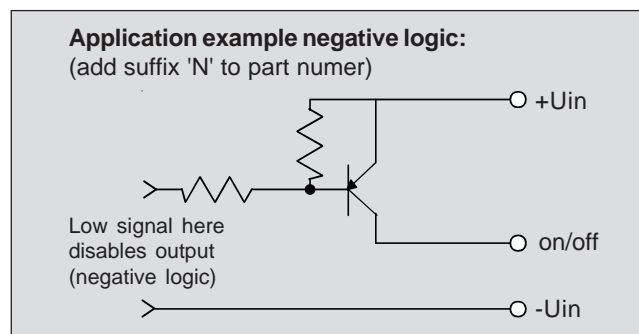 Application example negative logic:
(add suffix 'N' to part numer)
+Uin
Low signal here
disables output
(negative logic)
on/off
-Uin